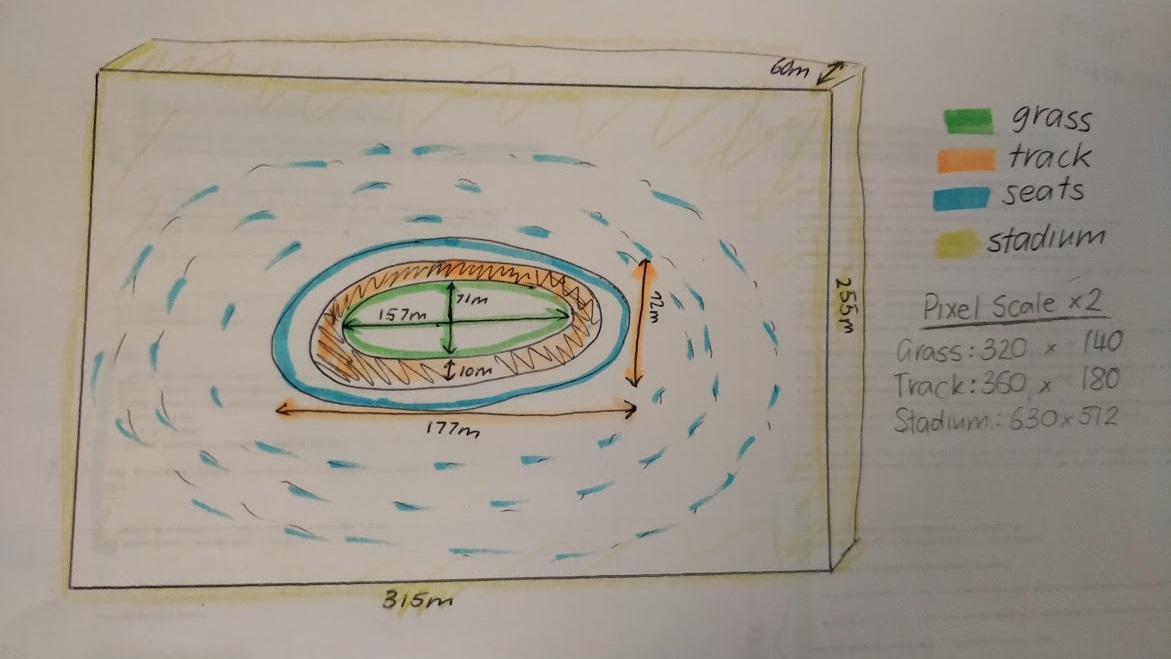 60m
grass
track
seats
stadium
71m
157m
10m
72m
177m
255m
315m
Pixel Scale x2
Grass: 320 x 140
Track: 360 x 180
Stadium: 630 x 512